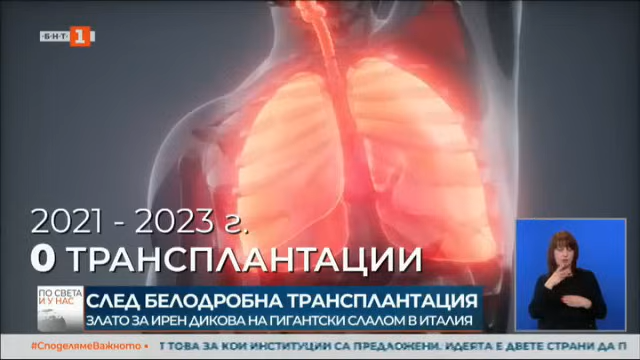 БНТ 1
2021 - 2023 г.
0 ТРАНСПЛАНТАЦИИ
ПО СВЕТА
И У НАС
СЛЕД БЕЛОДРОБНА ТРАНСПЛАНТАЦИЯ
ЗЛАТО ЗА ИРЕН ДИКОВА НА ГИГАНТСКИ СЛАЛОМ В ИТАЛИЯ
#Споделямеважното • Т ТОВА ЗА КОИ ИНСТИТУЦИИ СА ПРЕДЛОЖЕНИ. ИДЕЯТА Е ДВЕТЕ СТРАНИ ДА П